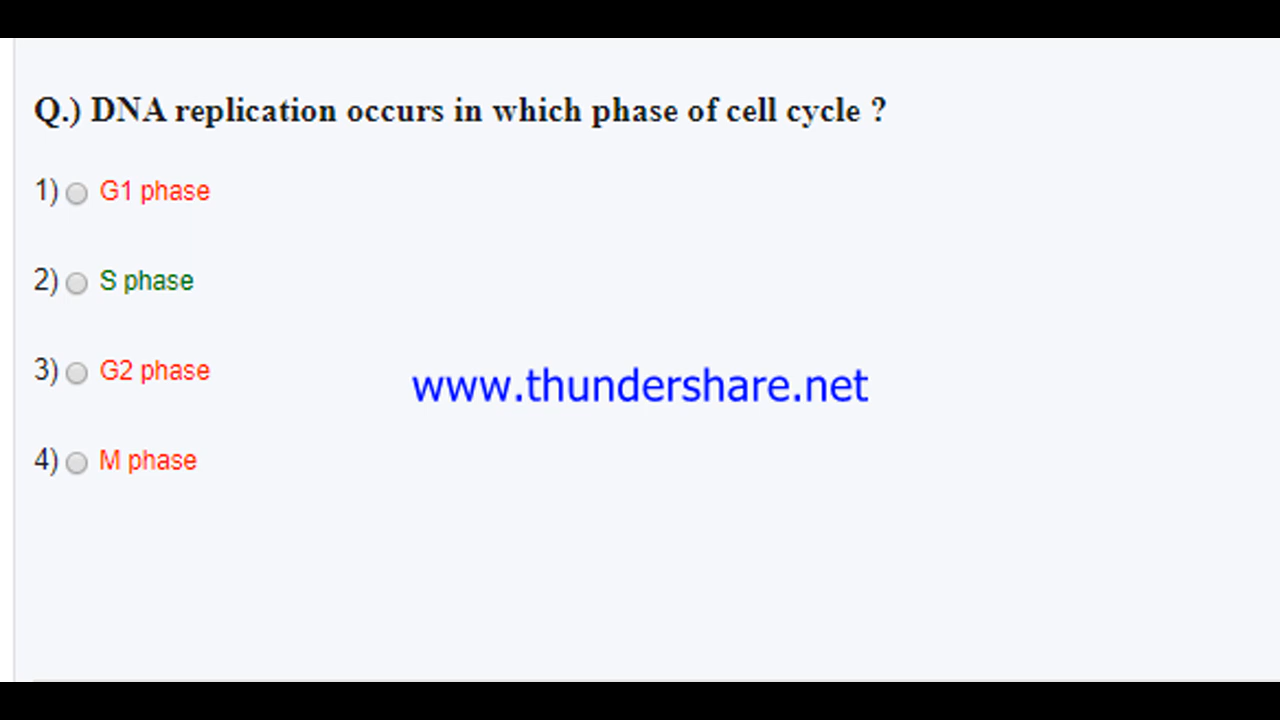 Q.) DNA replication occurs in which phase of cell cycle ?
1) G1 phase
2) S phase
3) G2 phase
www.thundershare.net
4) M phase